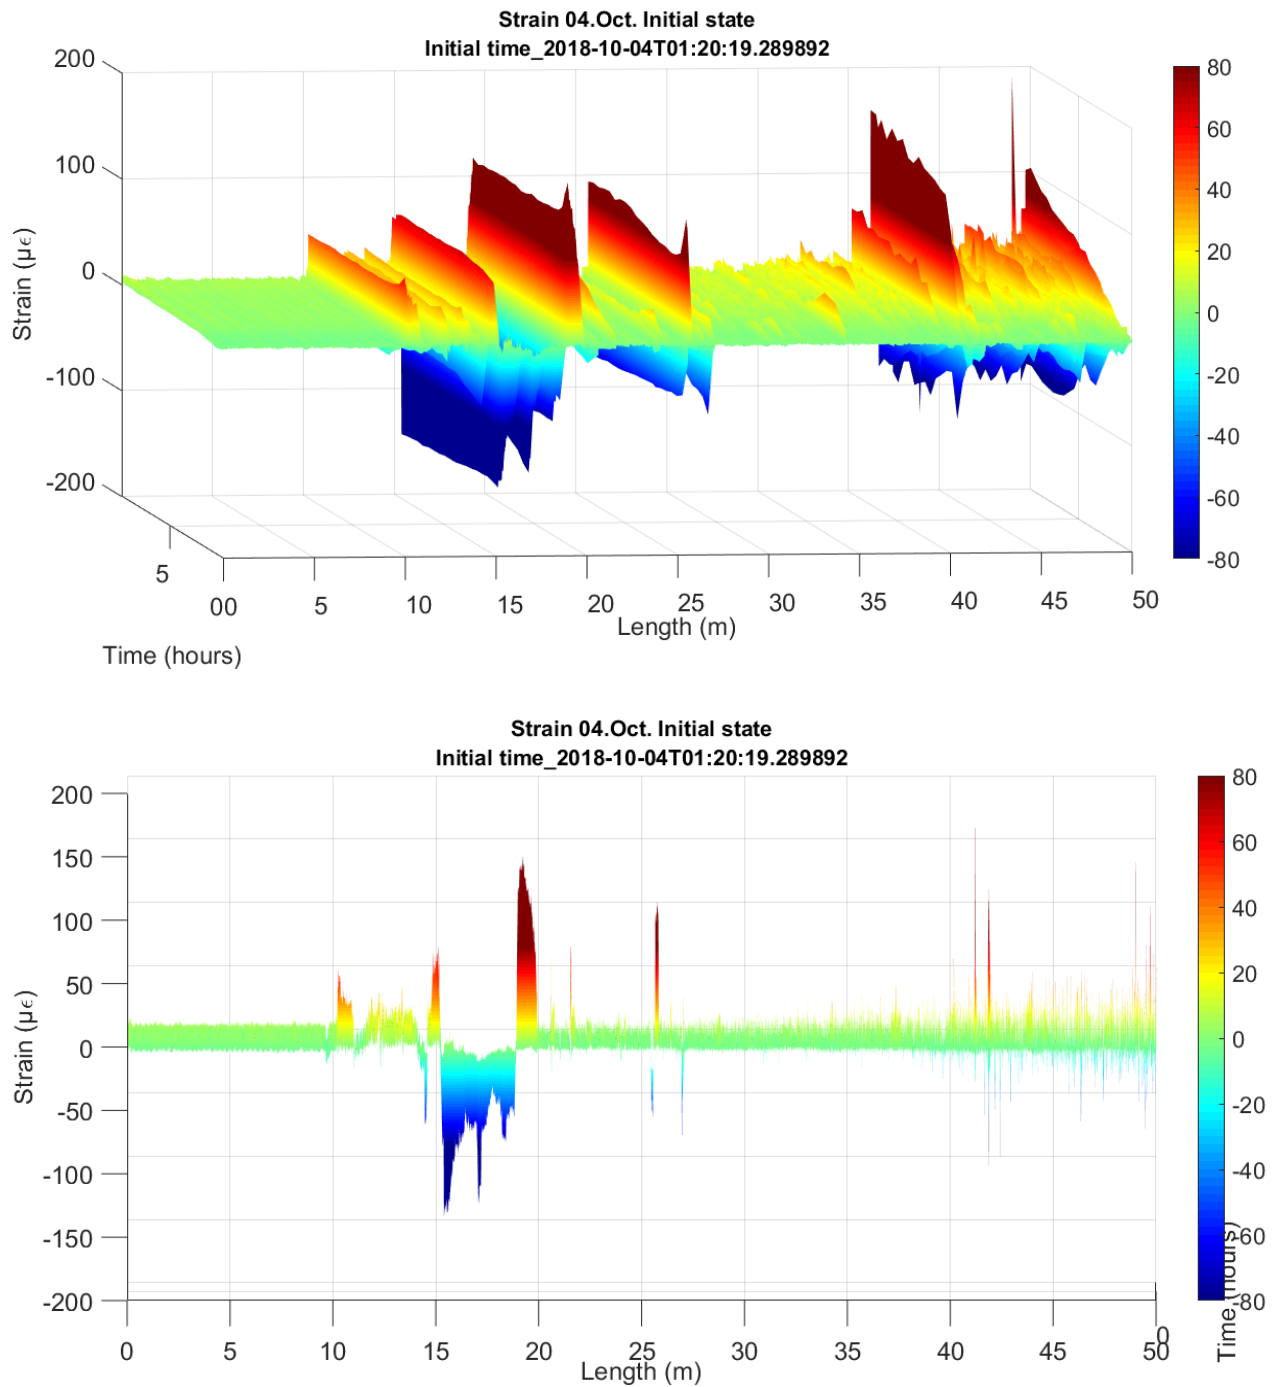 Strain 04.Oct. Initial state
Initial time_2018-10-04T01:20:19.289892
200
100
0
-100
-200
Strain (µϵ)
5
00 5 10 15 20 25 30 35 40 45 50
Length (m)
Time (hours)
80
60
40
20
0
-20
-40
-60
-80
Strain 04.Oct. Initial state
Initial time_2018-10-04T01:20:19.289892
200
150
100
50
0
-50
-100
-150
-200
Strain (µϵ)
0 5 10 15 20 25 30 35 40 45 50
0
Length (m)
Time (hours)
80
60
40
20
0
-20
-40
-60
-80